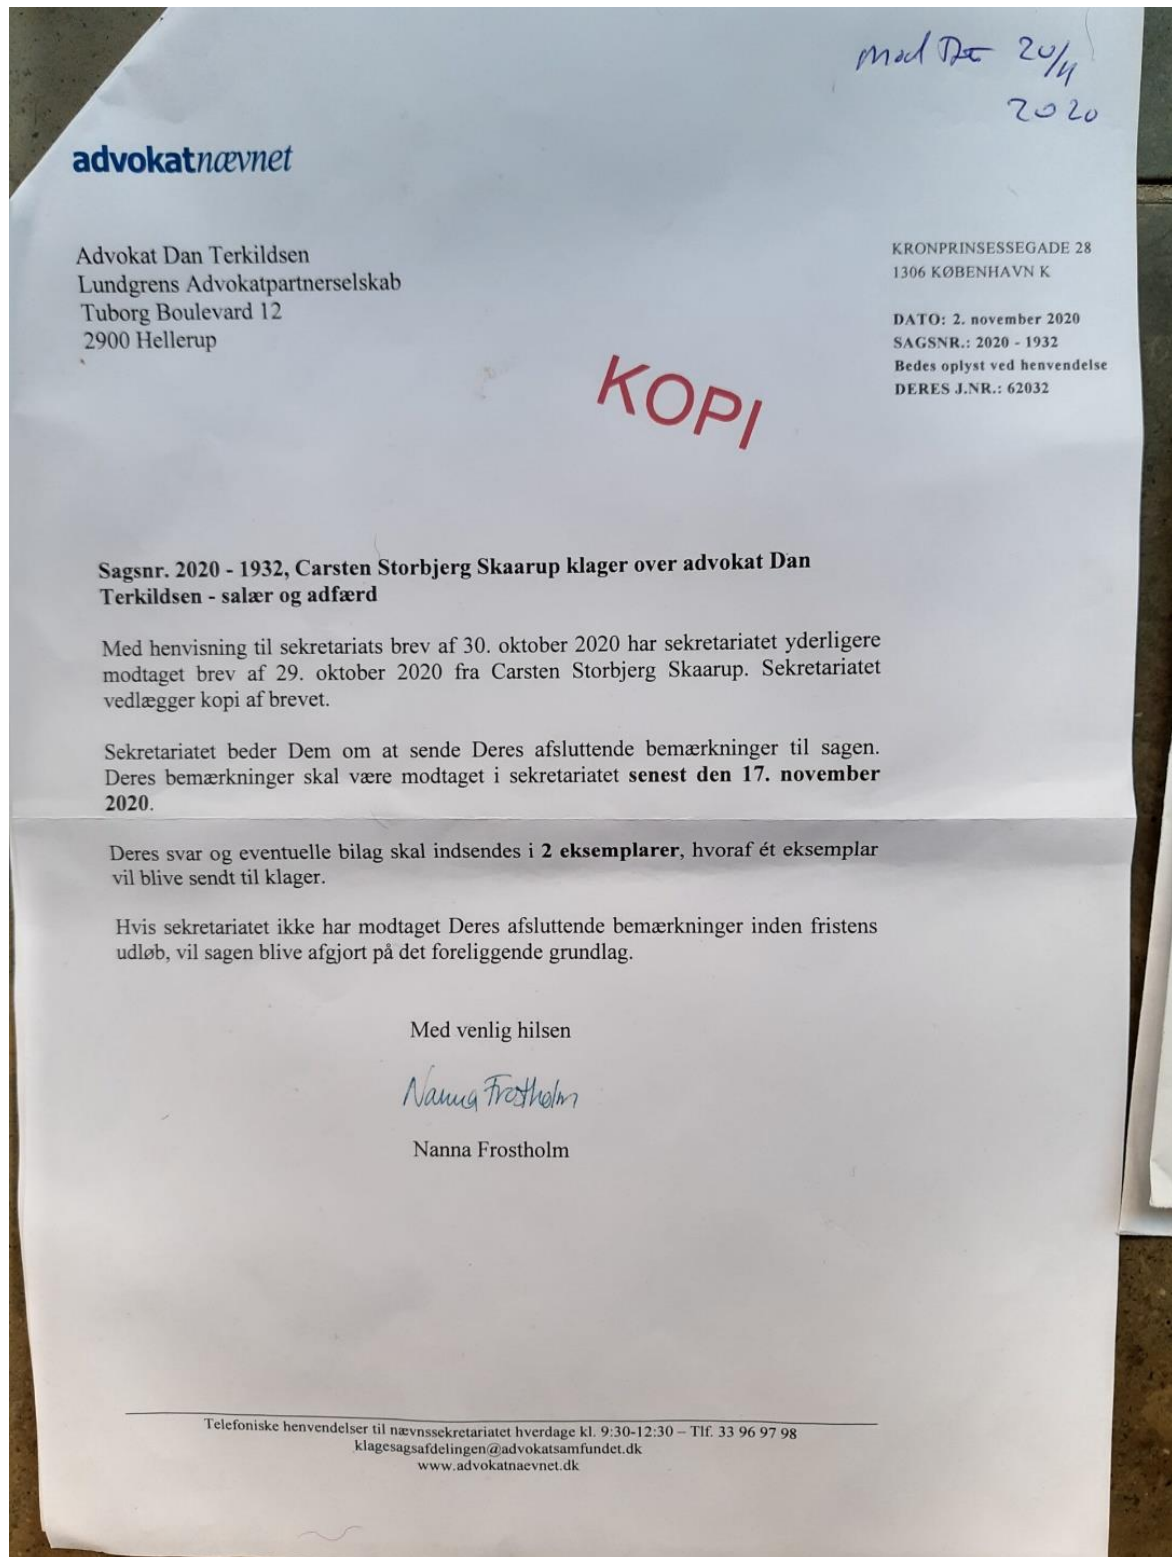 20/11
2020
advokatnævnet
Advokat Dan Terkildsen
Lundgrens Advokatpartnerselskab
Tuborg Boulevard 12
2900 Hellerup
KRONPRINSESSEGADE 28
1306 KØBENHAVN K
DATO: 2. november 2020
SAGSNR.: 2020 - 1932
Bedes oplyst ved henvendelse
DERES J.NR.: 62032
KOPI
Sagsnr. 2020 - 1932, Carsten Storbjerg Skaarup klager over advokat Dan
Terkildsen - salær og adfærd
Med henvisning til sekretariats brev af 30. oktober 2020 har sekretariatet yderligere
modtaget brev af 29. oktober 2020 fra Carsten Storbjerg Skaarup. Sekretariatet
vedlægger kopi af brevet.
Sekretariatet beder Dem om at sende Deres afsluttende bemærkninger til sagen.
Deres bemærkninger skal være modtaget i sekretariatet senest den 17. november
2020.
Deres svar og eventuelle bilag skal indsendes i 2 eksemplarer, hvoraf ét eksemplar
vil blive sendt til klager.
Hvis sekretariatet ikke har modtaget Deres afsluttende bemærkninger inden fristens
udløb, vil sagen blive afgjort på det foreliggende grundlag.
Med venlig hilsen
Nanna Frostholm
Nanna Frostholm
Telefoniske henvendelser til nævnssekretariatet hverdage kl. 9:30-12:30 – Tlf. 33 96 97 98
klagesagsafdelingen@advokatsamfundet.dk
www.advokatnaevnet.dk